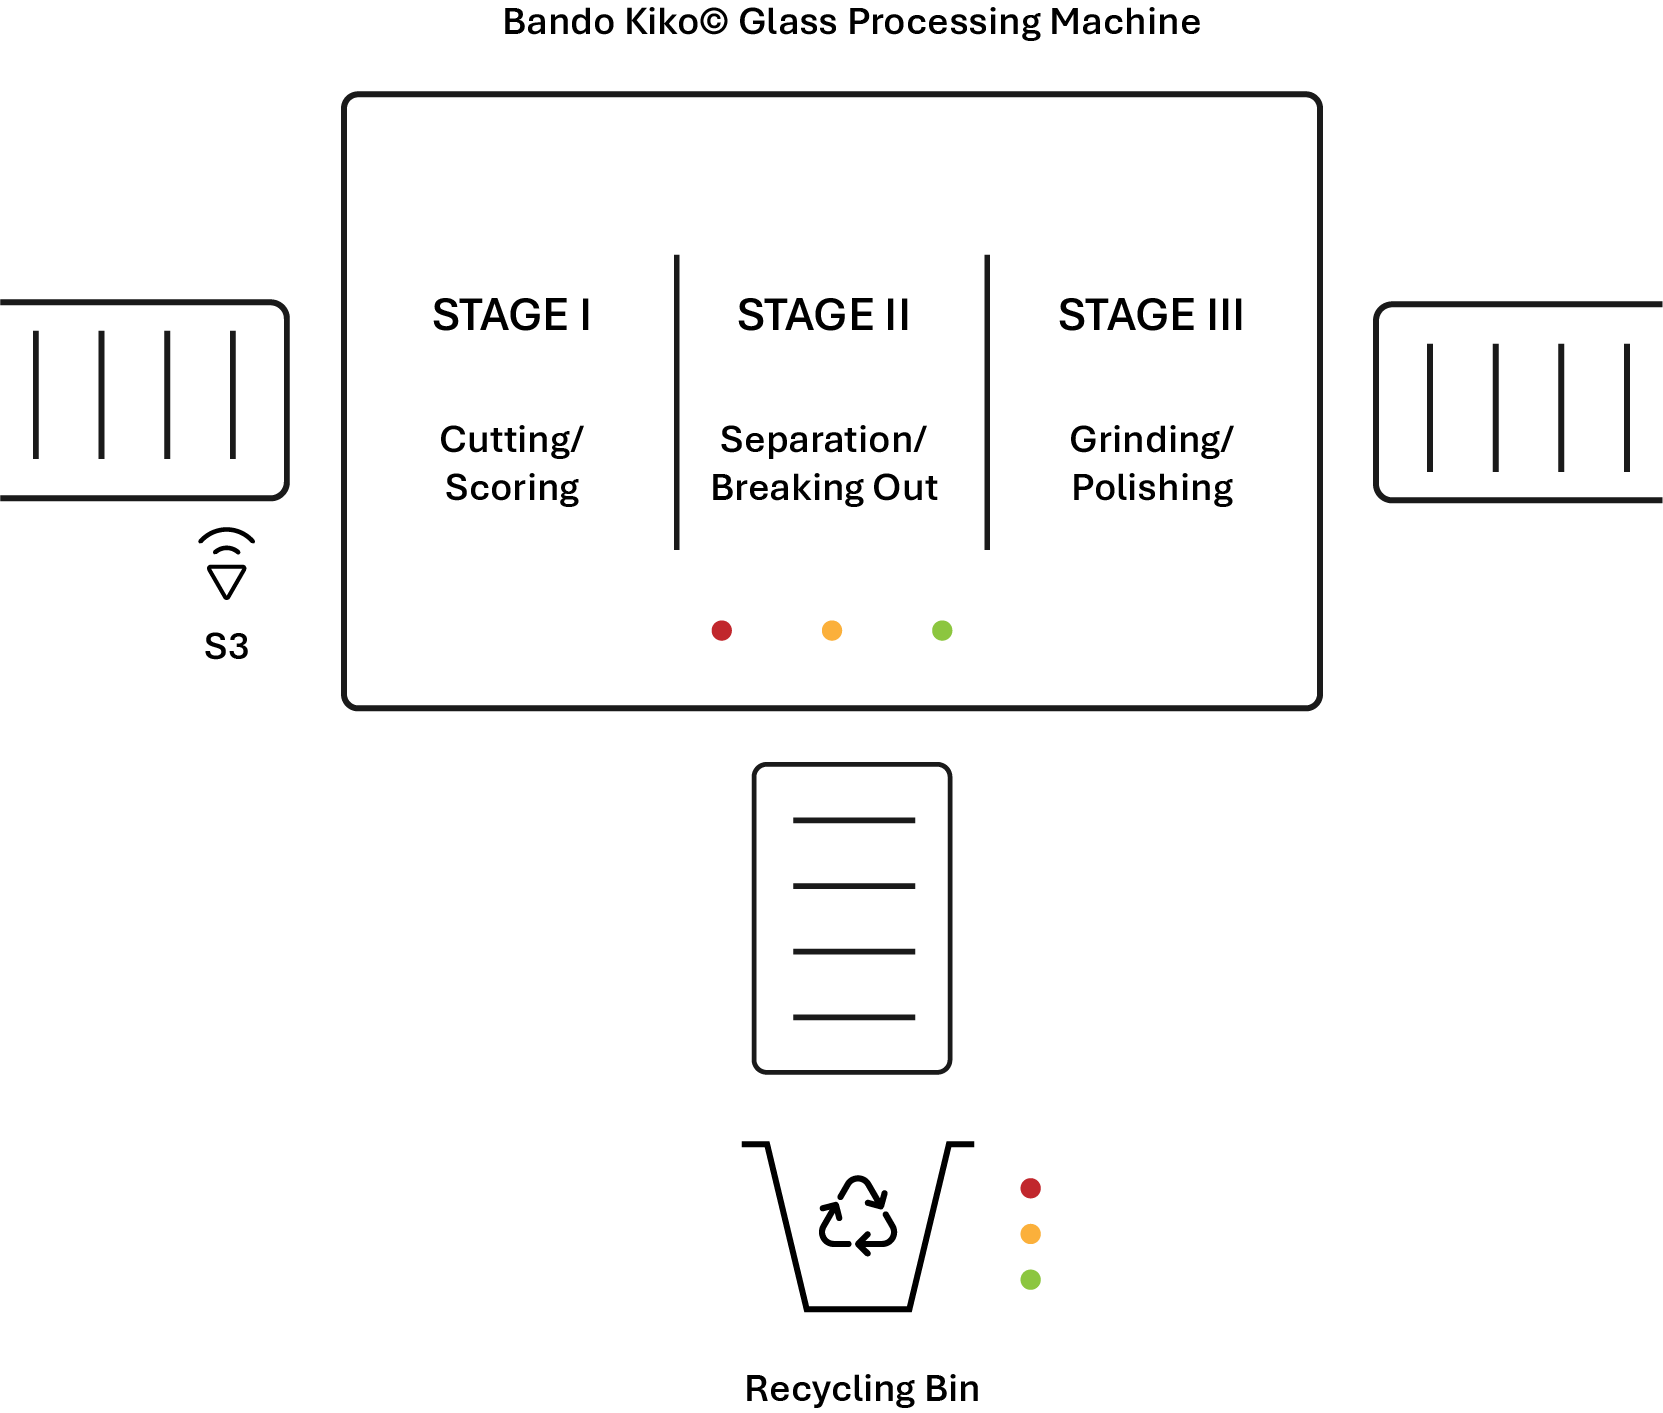 Bando Kiko© Glass Processing Machine
STAGE I
STAGE II
STAGE III
Cutting/
Scoring
Separation/
Breaking Out
Grinding/
Polishing
S3
Recycling Bin